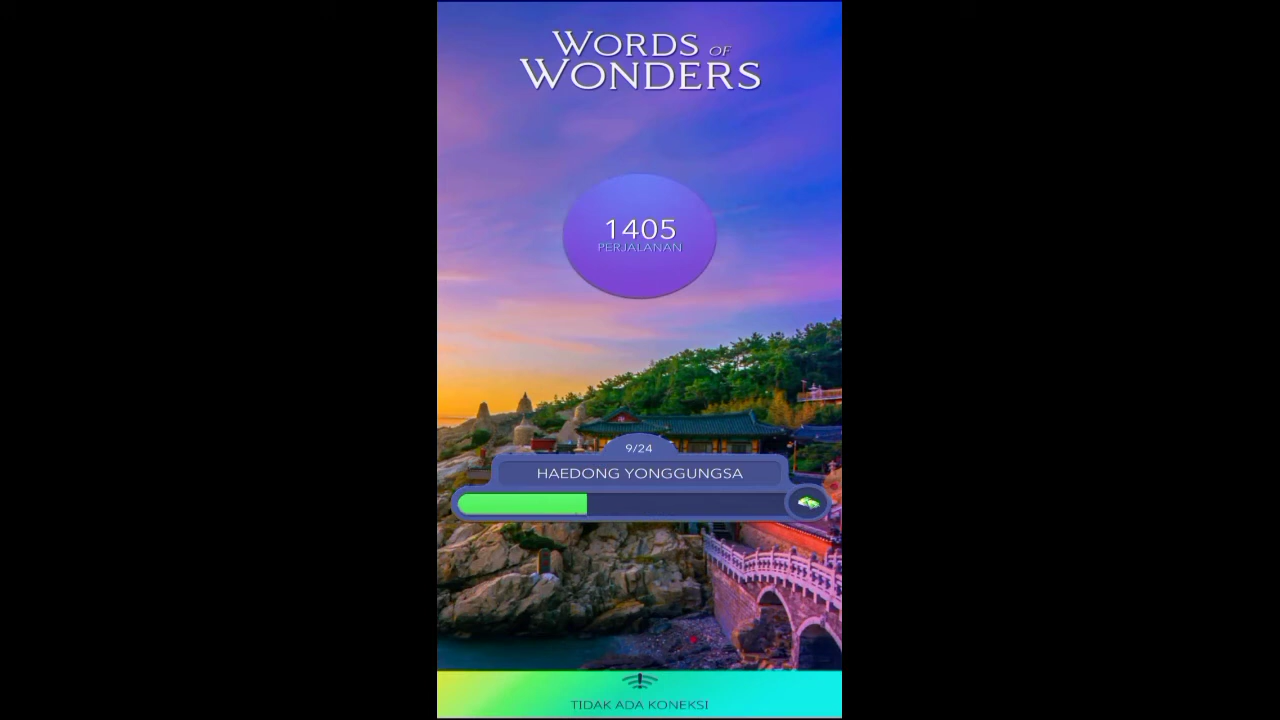 WORDS OF
WONDERS
1405
PERJALANAN
9/24
HAEDONG YONGGUNGSA
TIDAK ADA KONEKSI